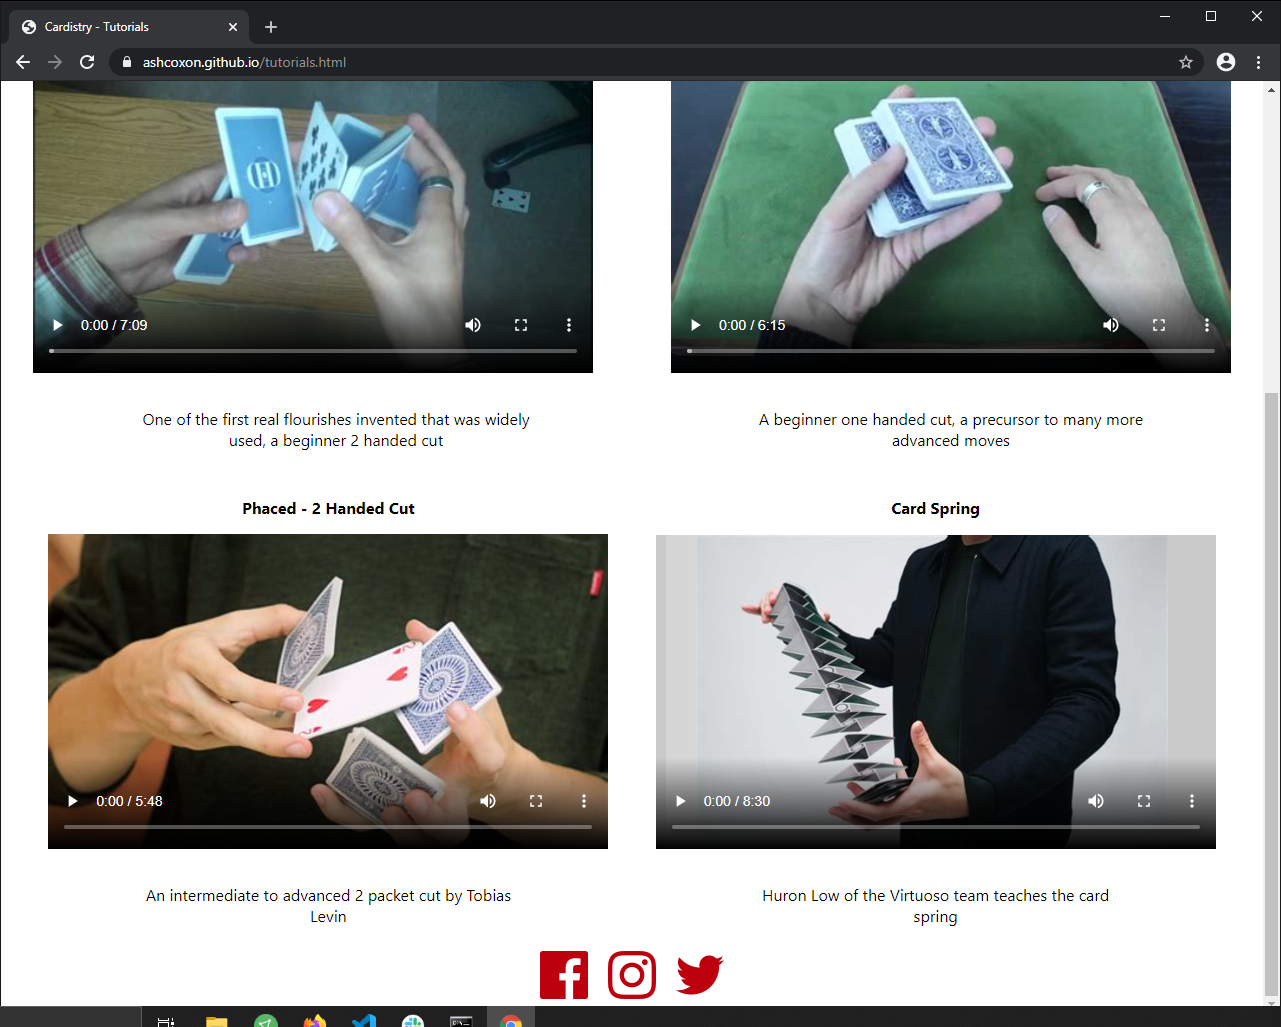 Cardistry - Tutorials
ashcoxon.github.io/tutorials.html
0:00 / 7:09
0:00 / 6:15
One of the first real flourishes invented that was widely
used, a beginner 2 handed cut
A beginner one handed cut, a precursor to many more
advanced moves
Phaced - 2 Handed Cut
Card Spring
2
2
0:00 / 5:48
0:00 / 8:30
An intermediate to advanced 2 packet cut by Tobias
Levin
Huron Low of the Virtuoso team teaches the card
spring